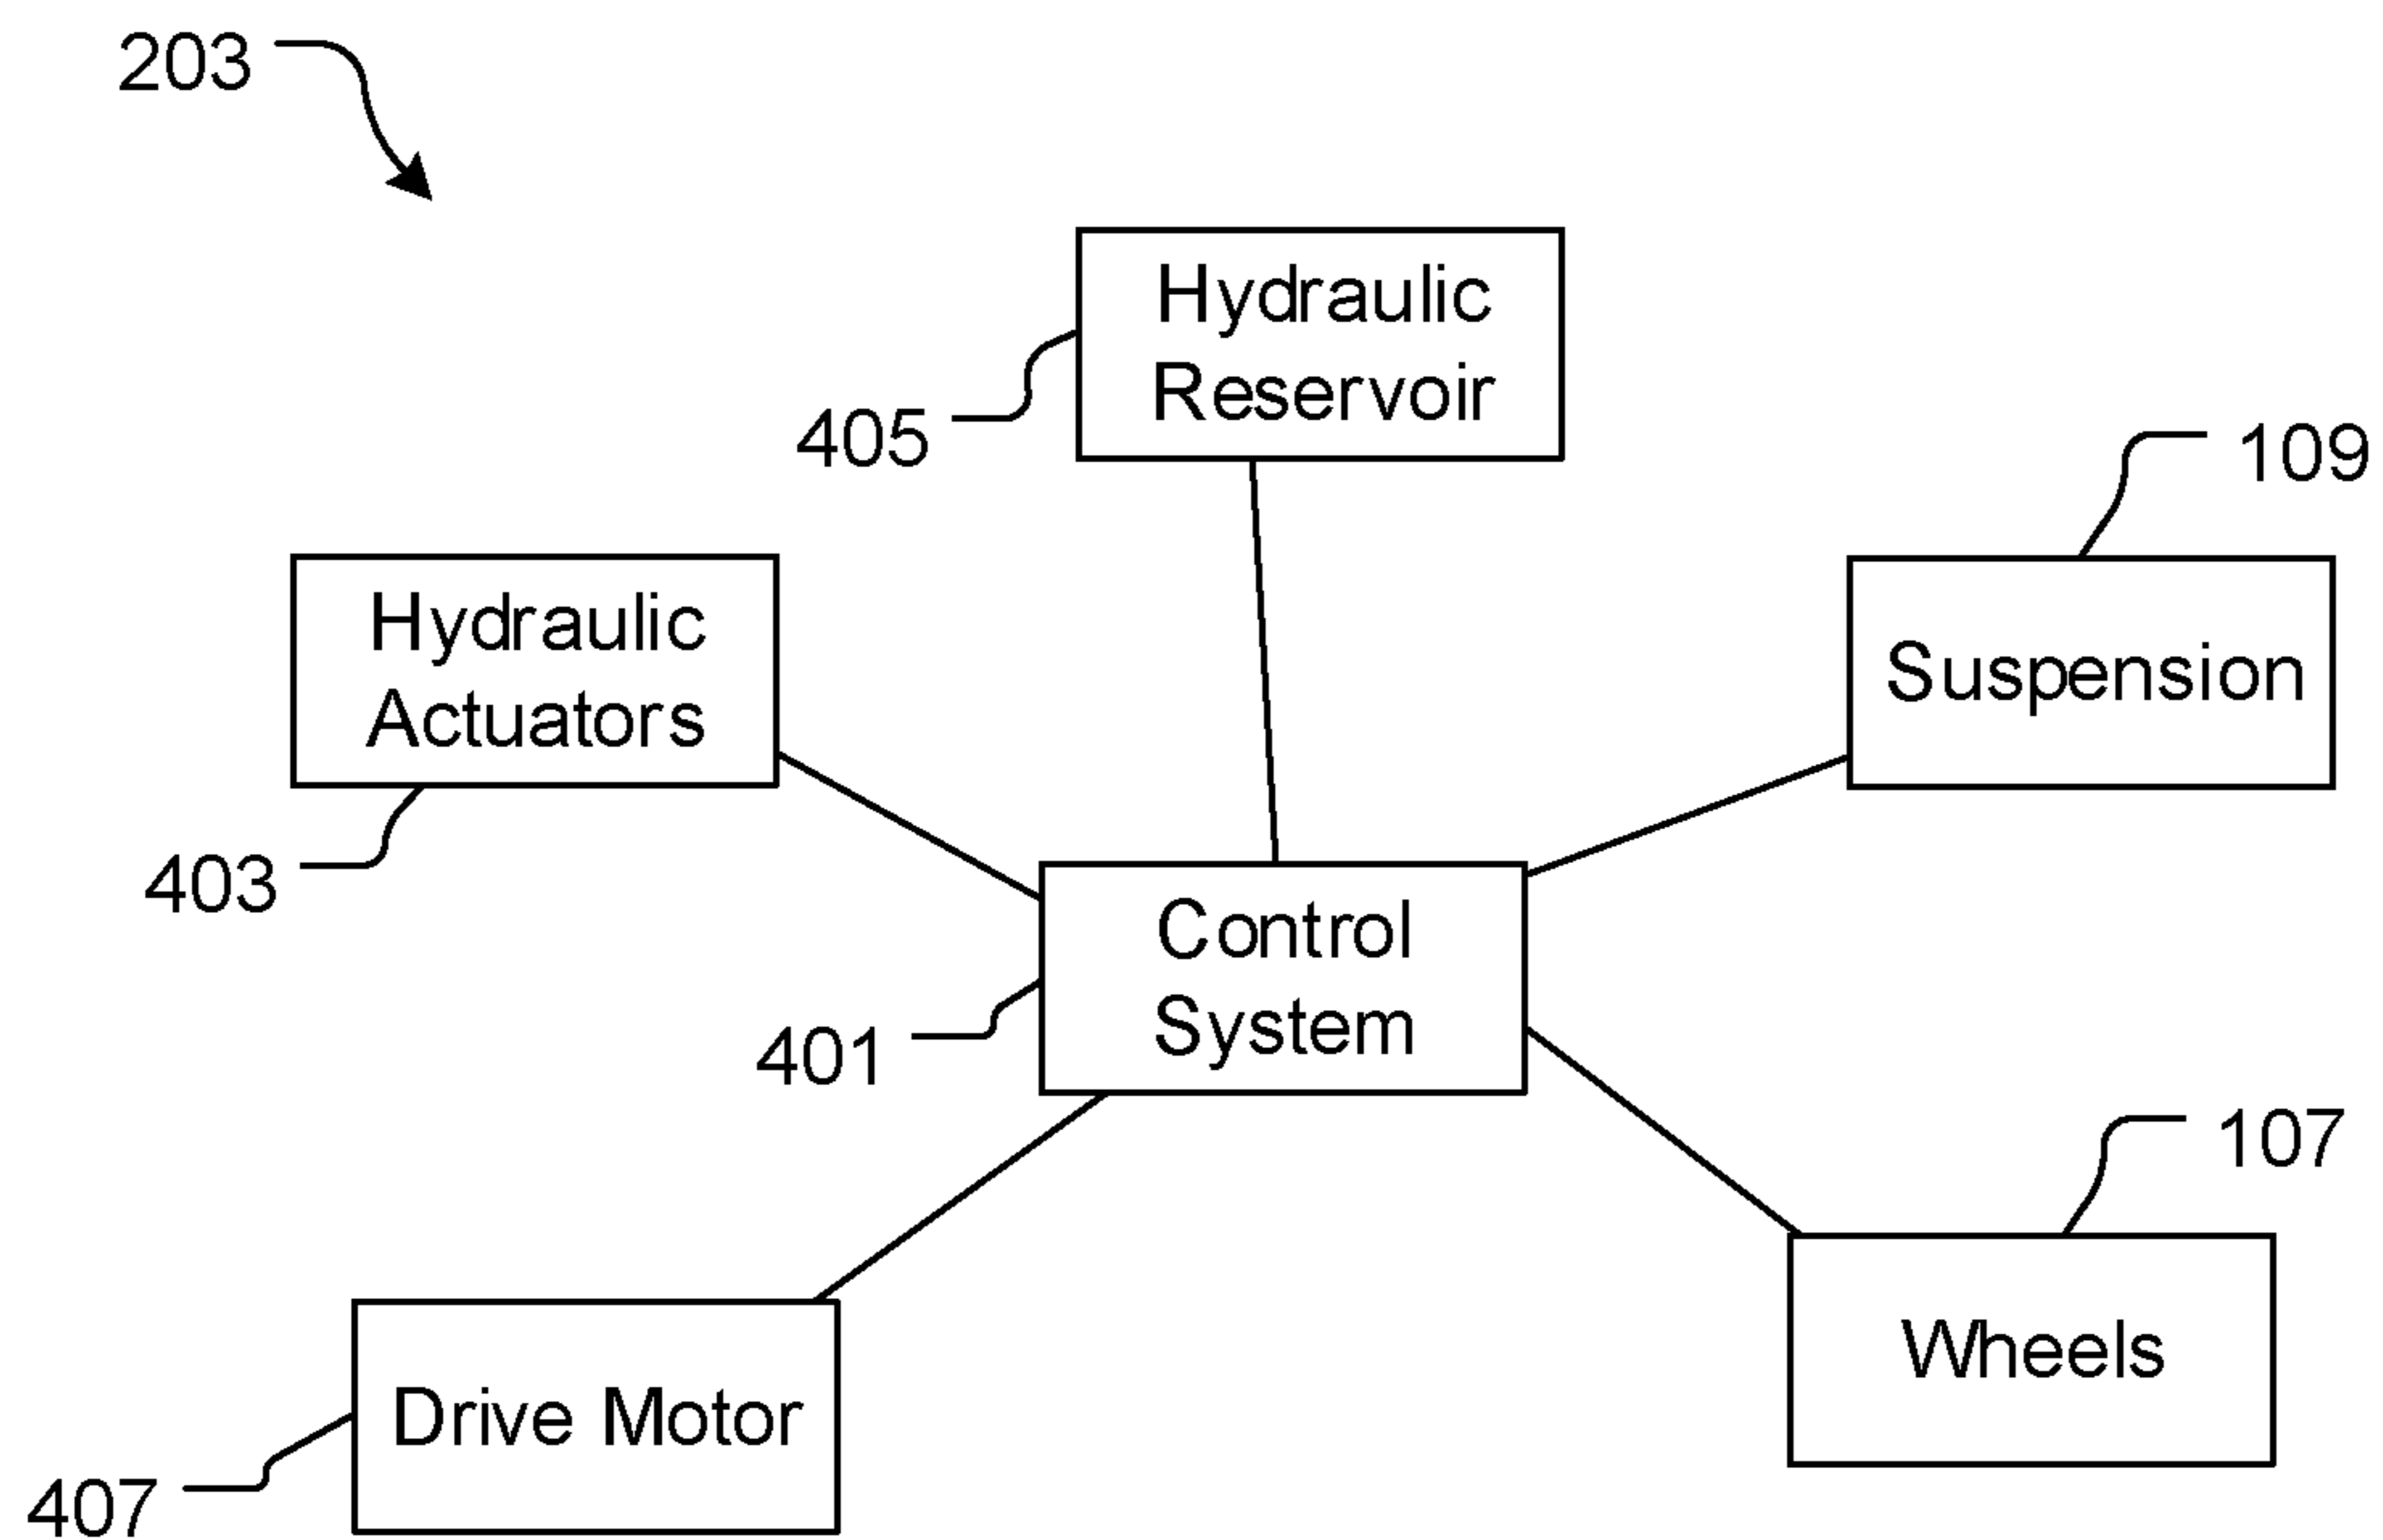 203
Hydraulic
Reservoir
405
109
Hydraulic
Actuators
Suspension
403
Control
System
401
107
Wheels
Drive Motor
407